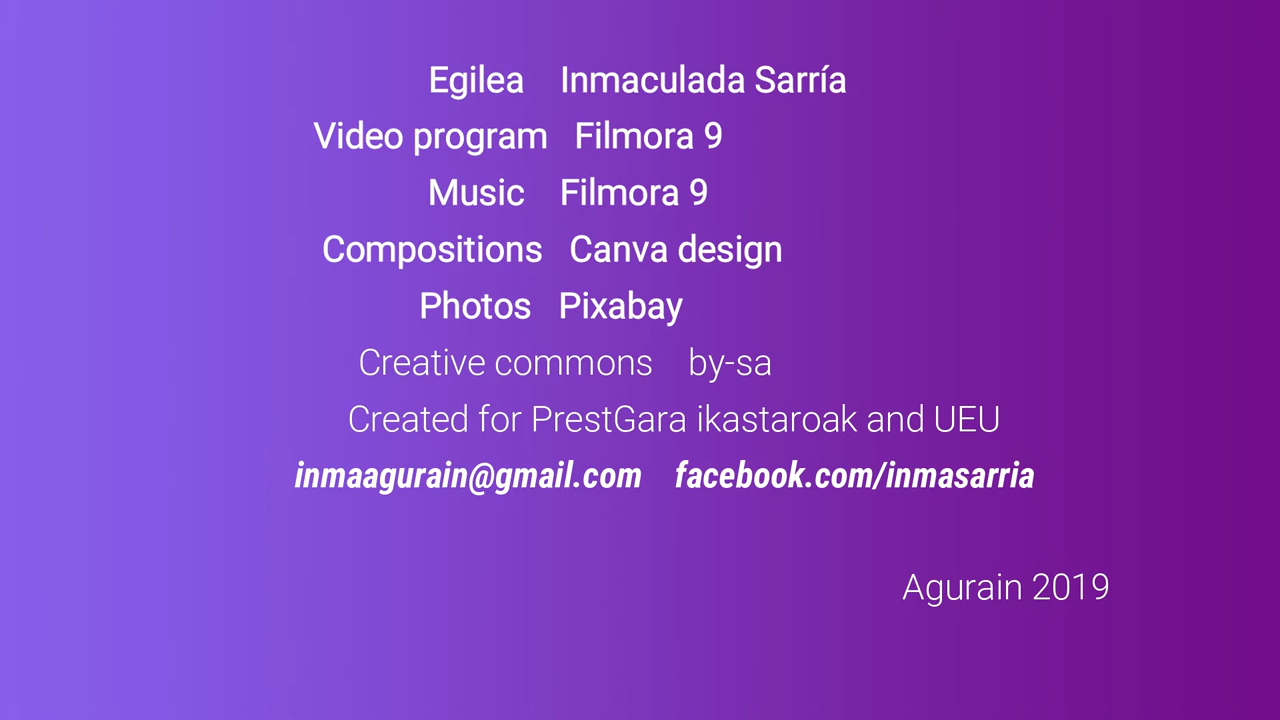 Egilea Inmaculada Sarría
Video program Filmora 9
Music Filmora 9
Compositions Canva design
Photos Pixabay
Creative commons by-sa
Created for PrestGara ikastaroak and UEU
inmaagurain@gmail.com facebook.com/inmasarria
Agurain 2019